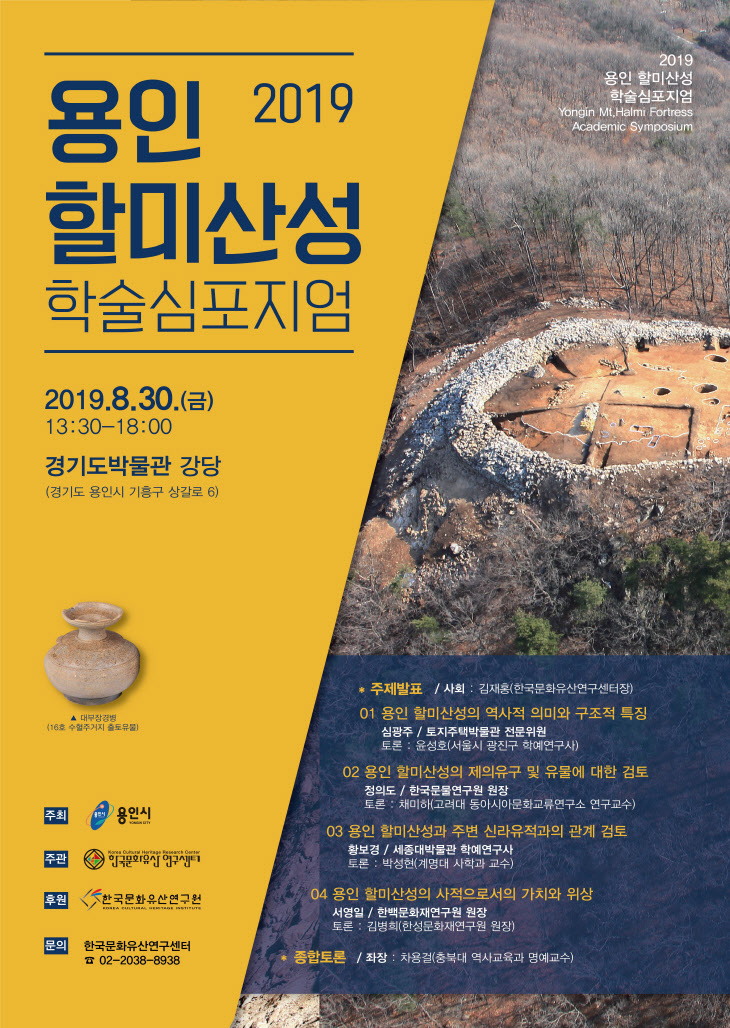 용인 2019
할미산성
학술심포지엄
2019.8.30.(금)
13:30-18:00
경기도박물관 강당
(경기도 용인시 기흥구 상갈로 6)
2019
용인 할미산성
학술심포지엄
Yongin Mt,Halmi Fortress
Academic Symposium
▲ 대부장경병
(16호 수혈주거지 출토유물)
* 주제발표 / 사회 : 김재홍(한국문화유산연구센터장)
01 용인 할미산성의 역사적 의미와 구조적 특징
심광주 / 토지주택박물관 전문위원
토론 : 윤성호(서울시 광진구 학예연구사)
02 용인 할미산성의 제의유구 및 유물에 대한 검토
정의도 / 한국문물연구원 원장
토론 : 채미하(고려대 동아시아문화교류연구소 연구교수)
03 용인 할미산성과 주변 신라유적과의 관계 검토
황보경 / 세종대박물관 학예연구사
토론 : 박성현(계명대 사학과 교수)
04 용인 할미산성의 사적으로서의 가치와 위상
서영일 / 한백문화재연구원 원장
토론 : 김병희(한성문화재연구원 원장)
* 종합토론 / 좌장 : 차용걸(충북대 역사교육과 명예교수)
주최 용인시 용인시
YONGIN CITY
주관 Korea Cultural Heritage Research Center
한국문화유산 연구센터
후원 한국문화유산연구원
KOREA CULTURAL HERITAGE INSTITUTE
문의 한국문화유산연구센터
☎ 02-2038-8938